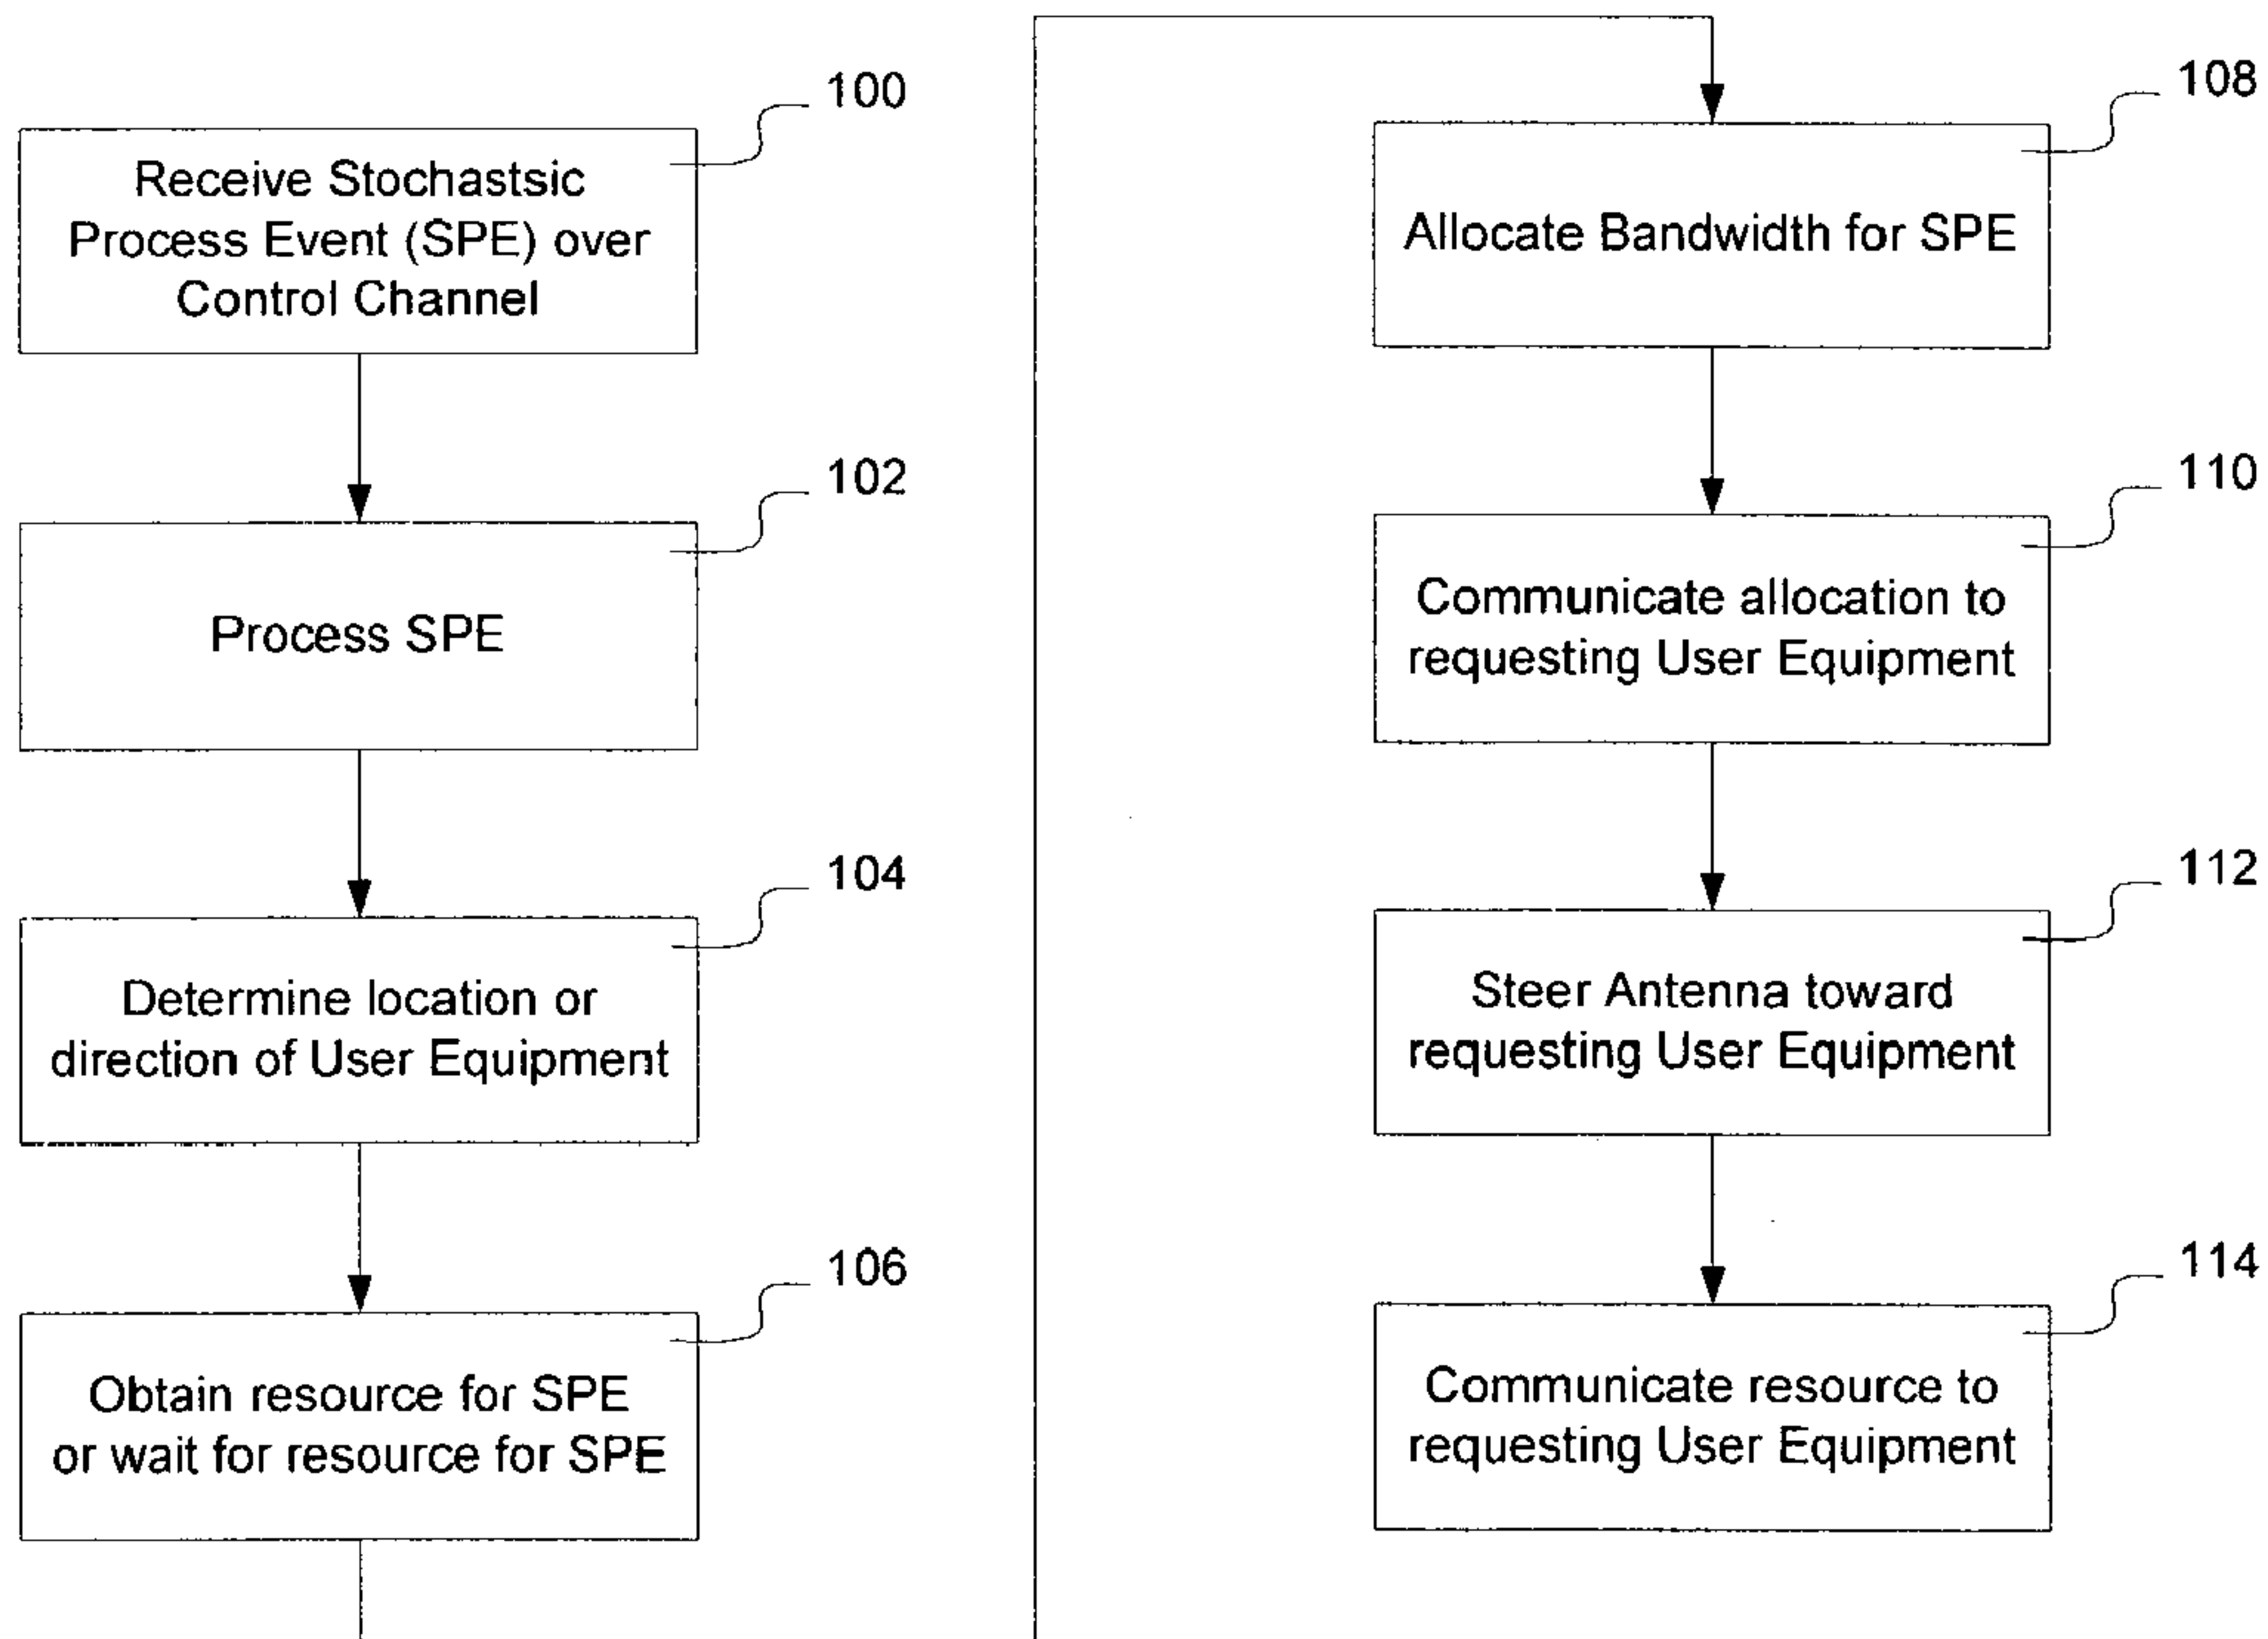 100
Receive Stochastsic
Process Event (SPE) over
Control Channel
102
Process SPE
104
Determine location or
direction of User Equipment
106
Obtain resource for SPE
or wait for resource for SPE
108
Allocate Bandwidth for SPE
110
Communicate allocation to
requesting User Equipment
112
Steer Antenna toward
requesting User Equipment
114
Communicate resource to
requesting User Equipment